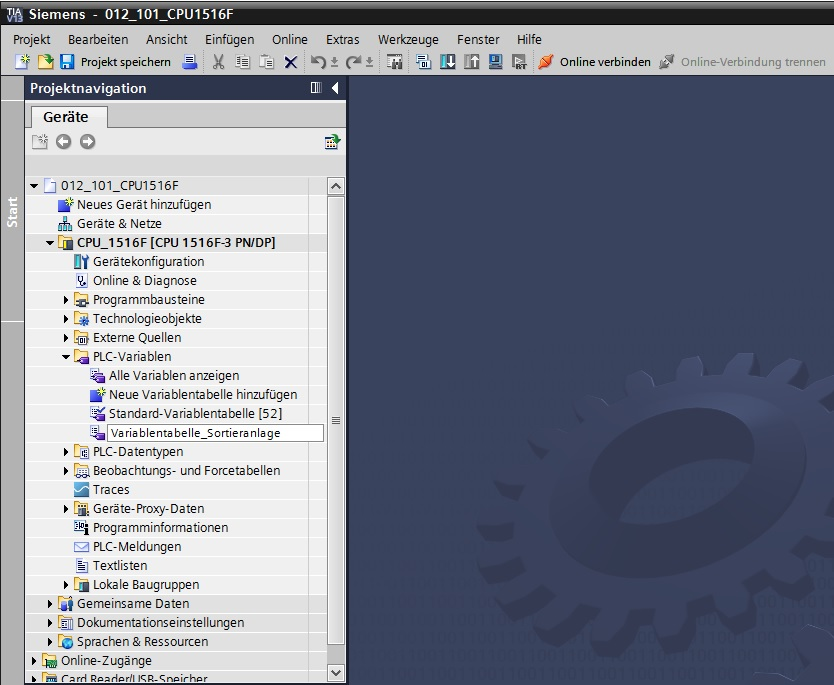 TIA V13 Siemens - 012_101_CPU1516F
Projekt Bearbeiten Ansicht Einfügen Online Extras Werkzeuge Fenster Hilfe
Projekt speichern Online verbinden Online-Verbindung trennen
Projektnavigation
Geräte
Start
012_101_CPU1516F
Neues Gerät hinzufügen
Geräte & Netze
CPU_1516F [CPU 1516F-3 PN/DP]
Gerätekonfiguration
Online & Diagnose
Programmbausteine
Technologieobjekte
Externe Quellen
PLC-Variablen
Alle Variablen anzeigen
Neue Variablentabelle hinzufügen
Standard-Variablentabelle [52]
Variablentabelle_Sortieranlage
PLC-Datentypen
Beobachtungs- und Forcetabellen
Traces
Geräte-Proxy-Daten
Programminformationen
PLC-Meldungen
Textlisten
Lokale Baugruppen
Gemeinsame Daten
Dokumentationseinstellungen
Sprachen & Ressourcen
Online-Zugänge
Card Reader/USB-Speicher